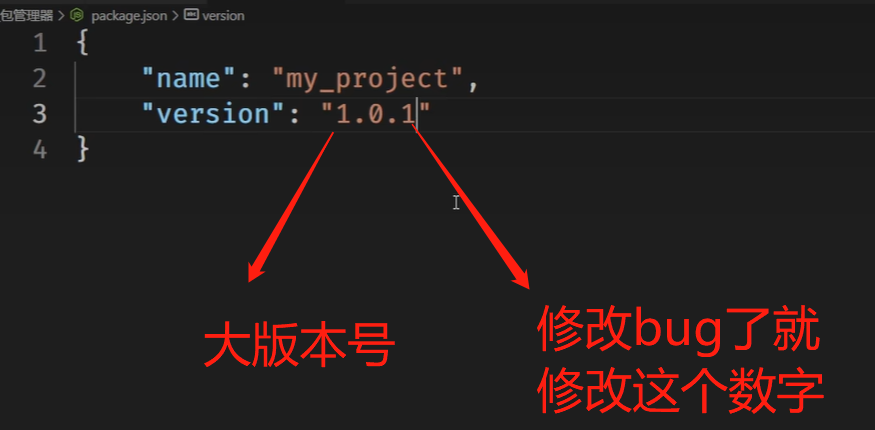 包管理器 > package.json > version
1 {
2 "name": "my_project",
3 "version": "1.0.1"
4 }
大版本号
修改bug了就
修改这个数字